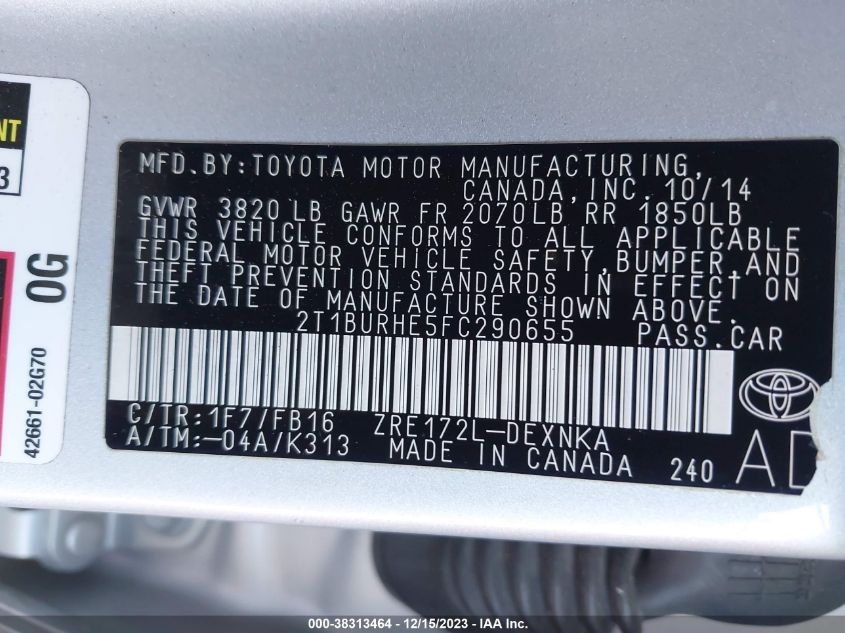 NT
3
0G
42661-02G70
MFD.BY:TOYOTA MOTOR MANUFACTURING,
CANADA,INC. 10/14
GVWR 3820 LB GAWR FR 2070LB RR 1850LB
THIS VEHICLE CONFORMS TO ALL APPLICABLE
FEDERAL MOTOR VEHICLE SAFETY,BUMPER,AND
THEFT PREVENTION STANDARDS IN EFFECT ON
THE DATE OF MANUFACTURE SHOWN ABOVE.
2T1BURHE5FC290655 PASS.CAR
C/TR:1F7/FB16 ZRE172L-DEXNKA
A/TM:-04A/K313 MADE IN CANADA 240
AD
000-38313464 - 12/15/2023 - IAA Inc.